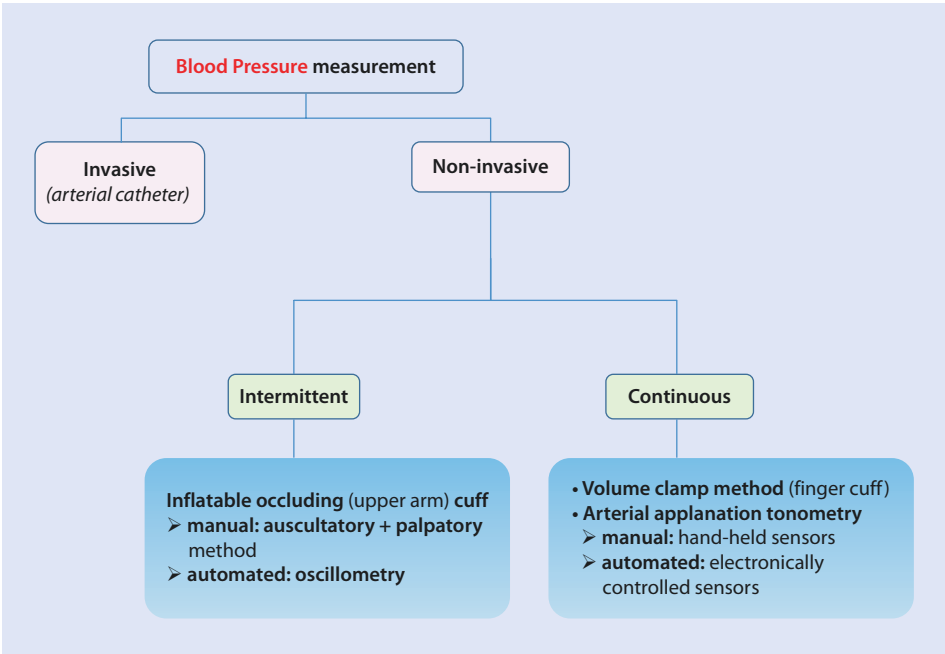 Blood Pressure measurement
Invasive
(arterial catheter)
Non-invasive
Intermittent
Continuous
Inflatable occluding (upper arm) cuff
➢ manual: auscultatory + palpatory
method
➢ automated: oscillometry
• Volume clamp method (finger cuff)
• Arterial applanation tonometry
➢ manual: hand-held sensors
➢ automated: electronically
controlled sensors